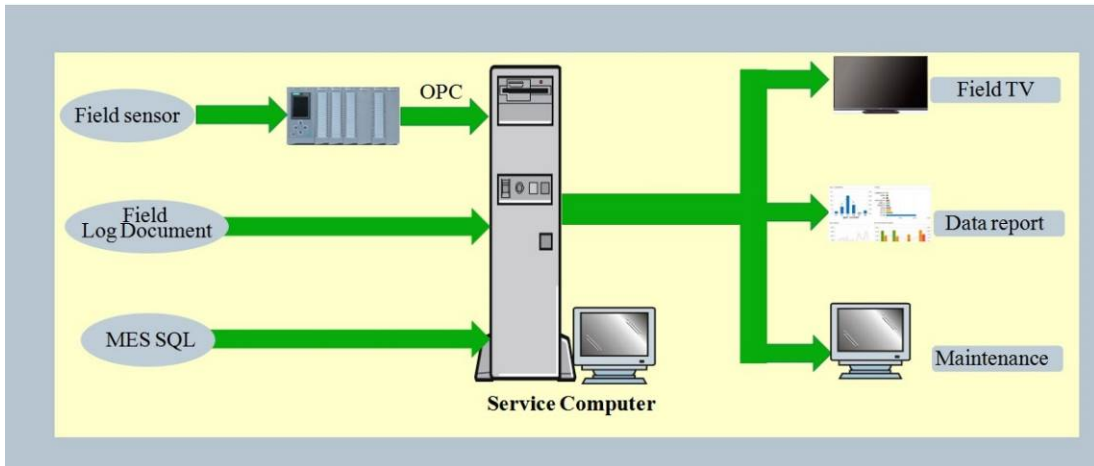 OPC
Field sensor
Field TV
Field
Log Document
Data report
MES SQL
Maintenance
Service Computer